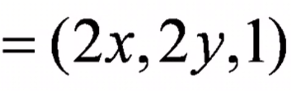 = (2x, 2y, 1)